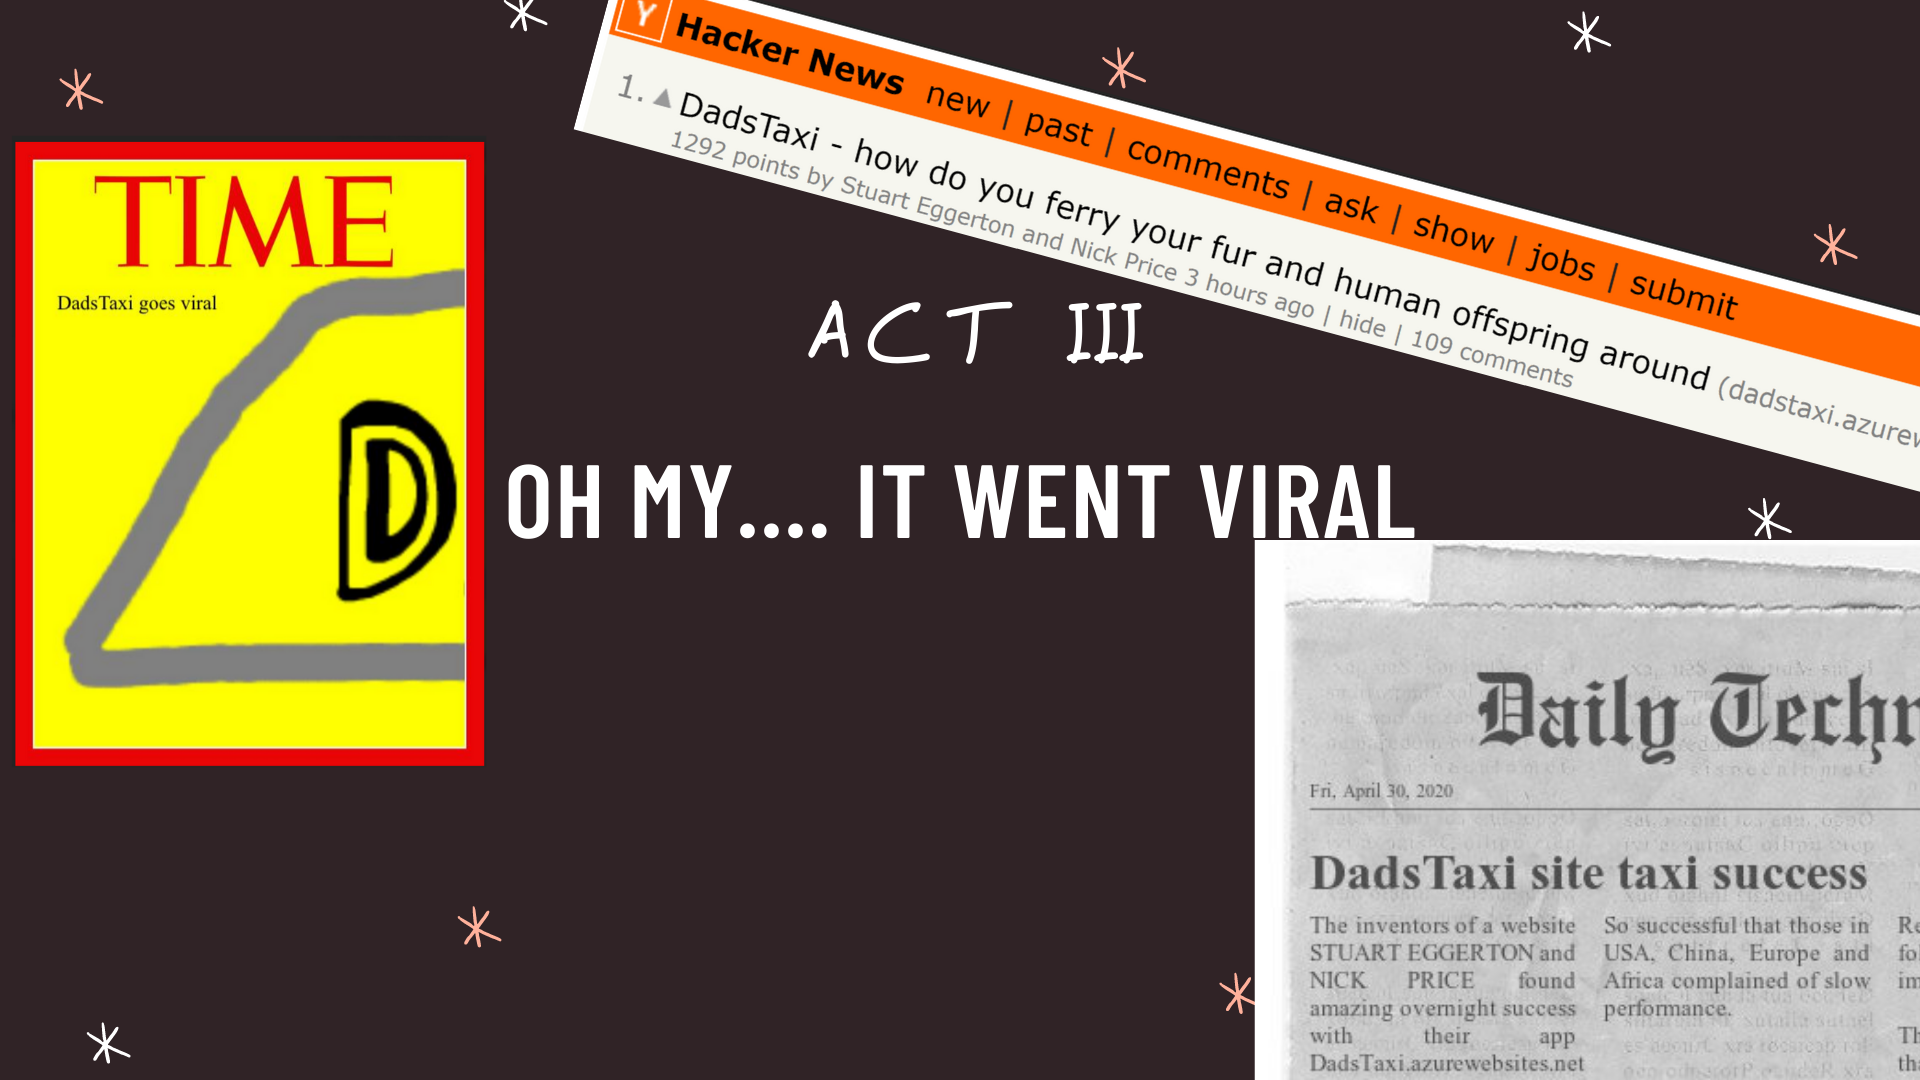 Y Hacker News new | past | comments | ask | show | jobs | submit
1. DadsTaxi - how do you ferry your fur and human offspring around (dadstaxi.azurew
1292 points by Stuart Eggerton and Nick Price 3 hours ago | hide | 109 comments
TIME
DadsTaxi goes viral
D
ACT III
OH MY.... IT WENT VIRAL
Daily Techn
Fri, April 30, 2020
DadsTaxi site taxi success
The inventors of a website
STUART EGGERTON and
NICK PRICE found
amazing overnight success
with their app
DadsTaxi.azurewebsites.net
So successful that those in
USA, China, Europe and
Africa complained of slow
performance.